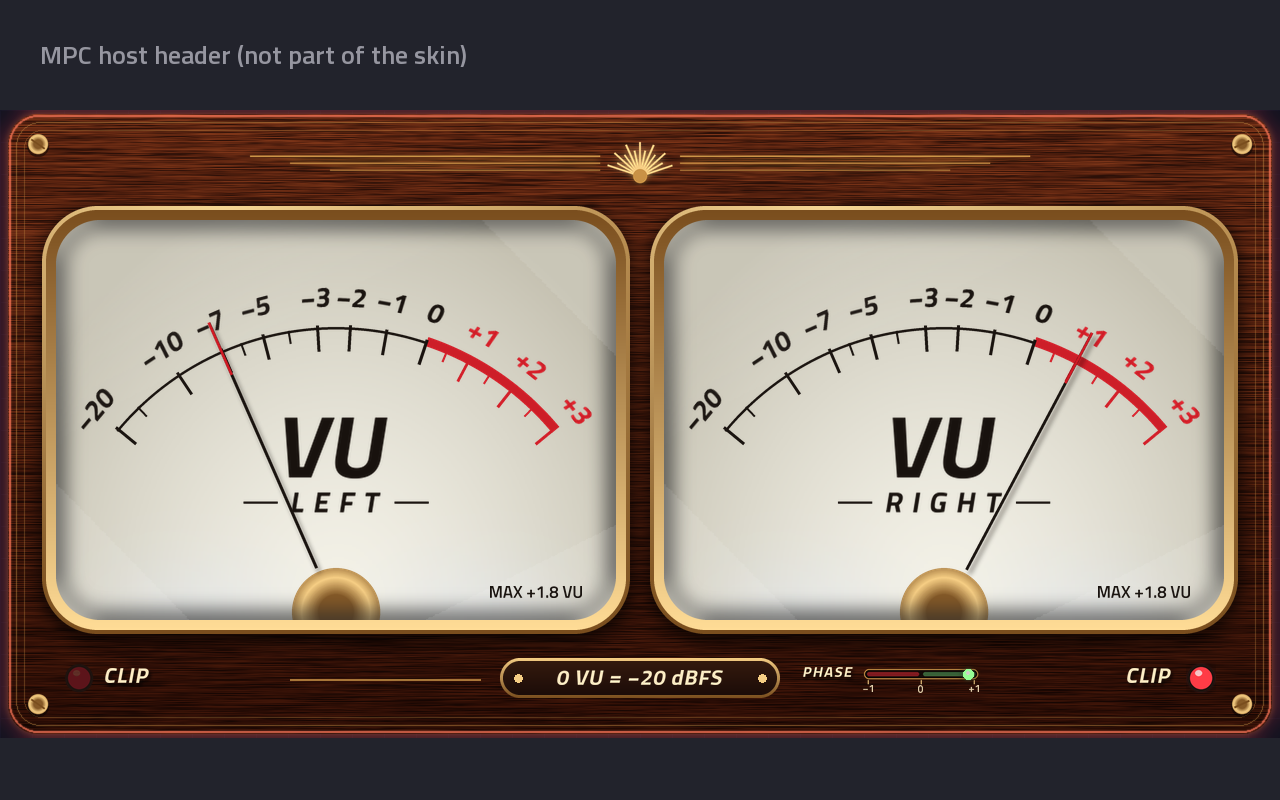 MPC host header (not part of the skin)
−20 −10 −7 −5 −3 −2 −1 0 +1 +2 +3
VU
LEFT
MAX +1.8 VU
−20 −10 −7 −5 −3 −2 −1 0 +1 +2 +3
VU
RIGHT
MAX +1.8 VU
CLIP
0 VU = −20 dBFS
PHASE
−1 0 +1
CLIP